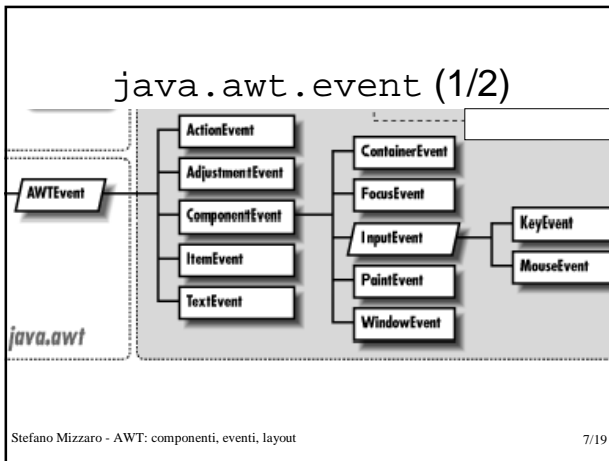 java.awt.event (1/2)
ActionEvent
AdjustmentEvent
AWTEvent
ComponentEvent
ItemEvent
TextEvent
ContainerEvent
FocusEvent
InputEvent
PaintEvent
WindowEvent
KeyEvent
MouseEvent
java.awt
Stefano Mizzaro - AWT: componenti, eventi, layout
7/19